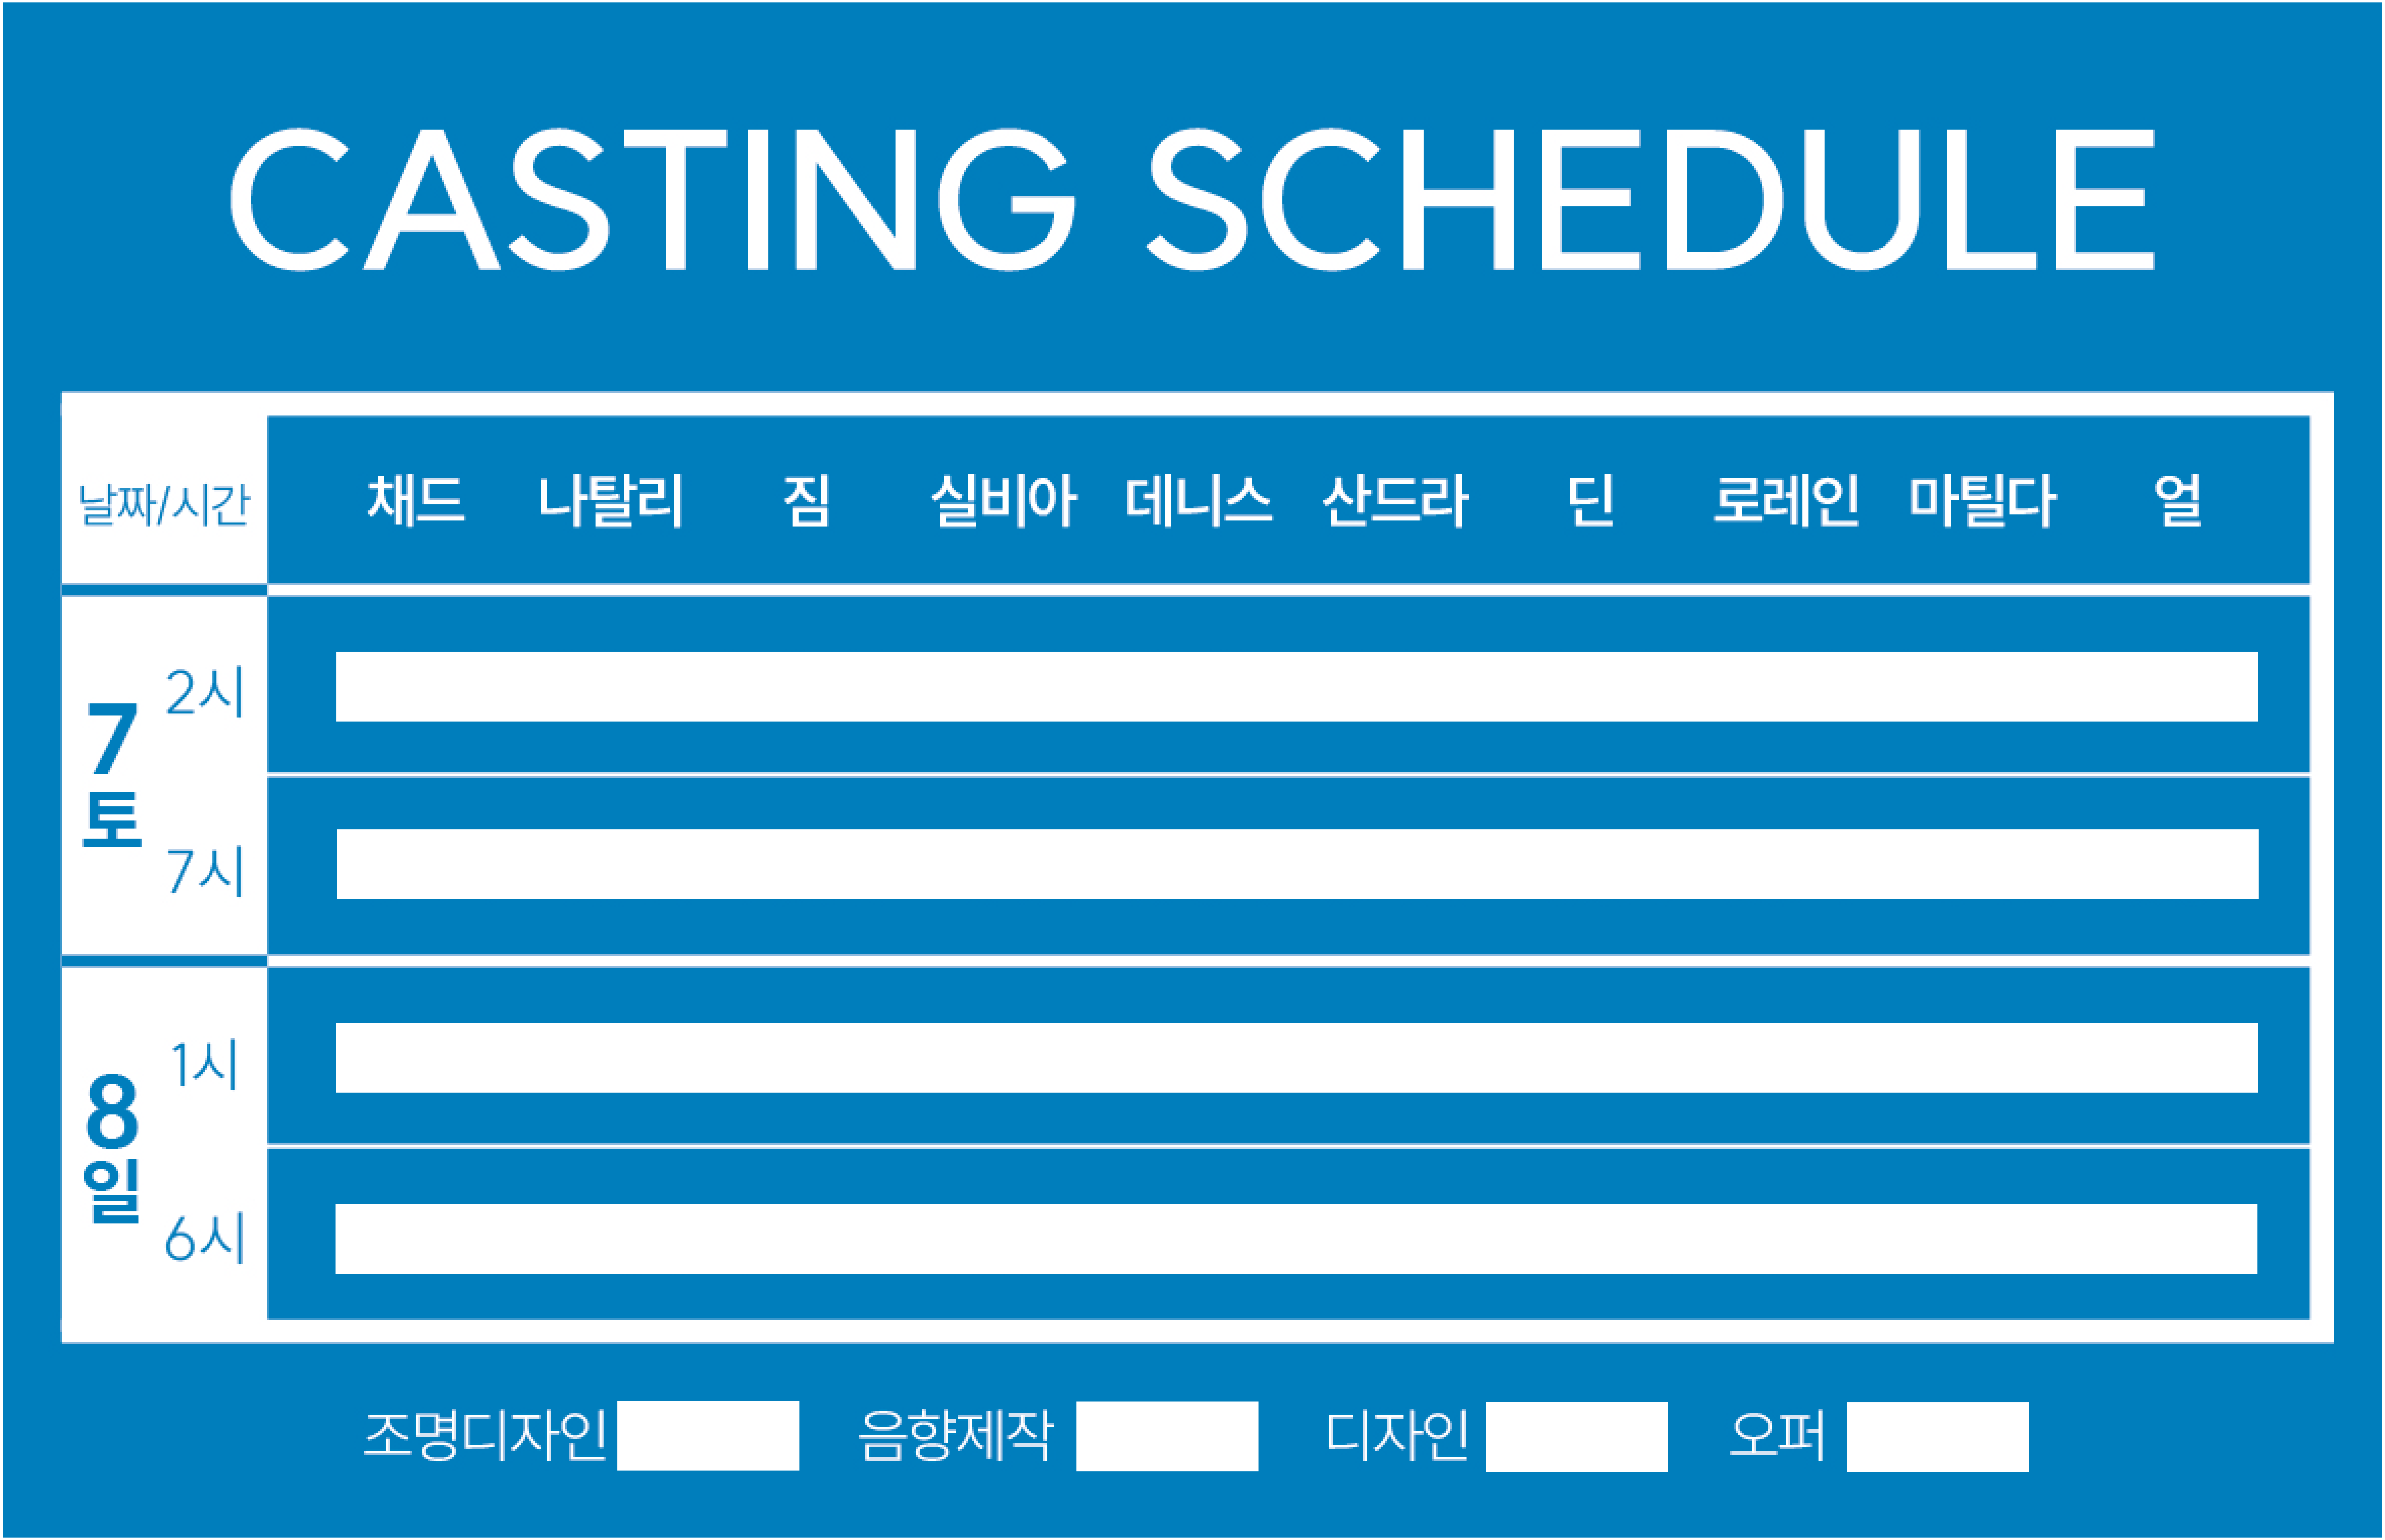 CASTING SCHEDULE
날짜/시간 채드 나탈리 짐 실비아 데니스 산드라 딘 로레인 마틸다 얼
7
토
2시
7시
8
일
1시
6시
조명디자인 음향제작 디자인 오퍼